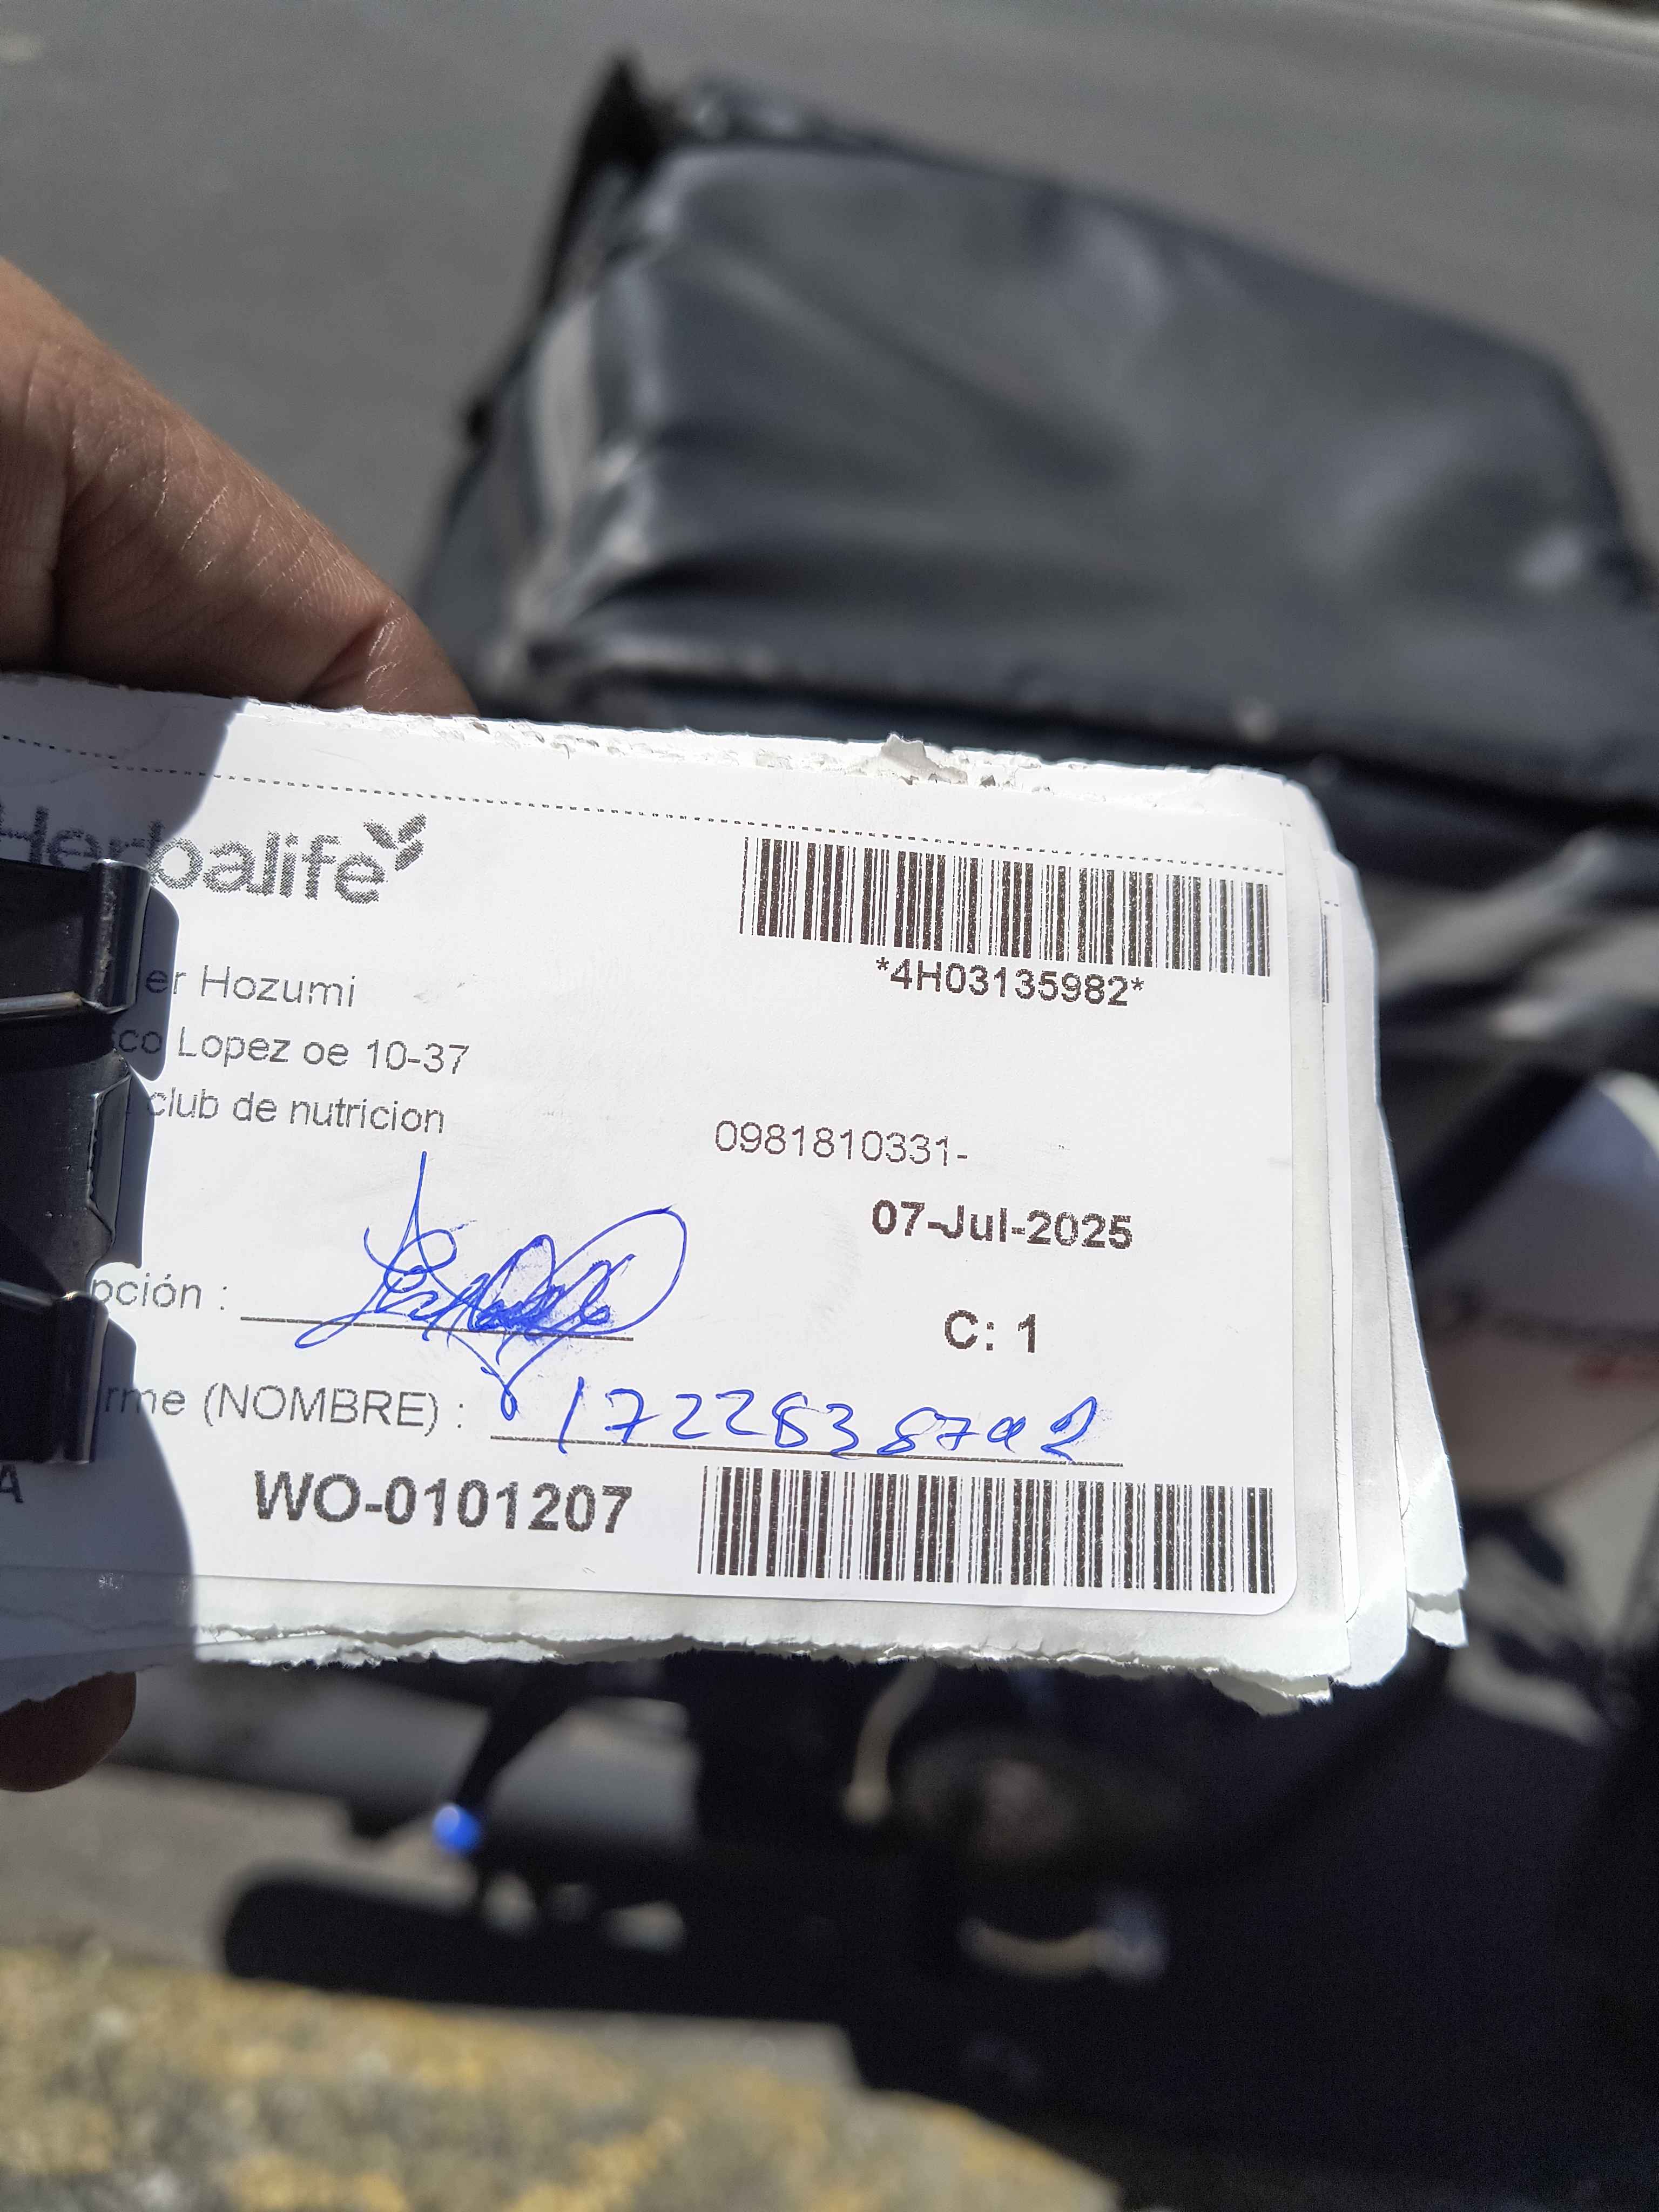 Herbalife
*4H03135982*
er Hozumi
co Lopez oe 10-37
club de nutricion
0981810331-
07-Jul-2025
pción :
C: 1
rme (NOMBRE) :
WO-0101207
A